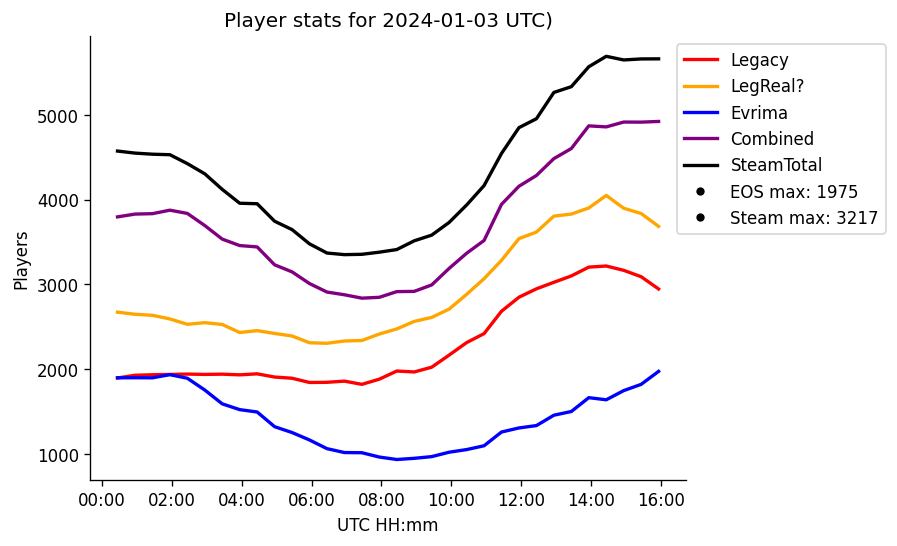 Player stats for 2024-01-03 UTC)
Players
5000
4000
3000
2000
1000
00:00 02:00 04:00 06:00 08:00 10:00 12:00 14:00 16:00
UTC HH:mm
Legacy
LegReal?
Evrima
Combined
SteamTotal
EOS max: 1975
Steam max: 3217